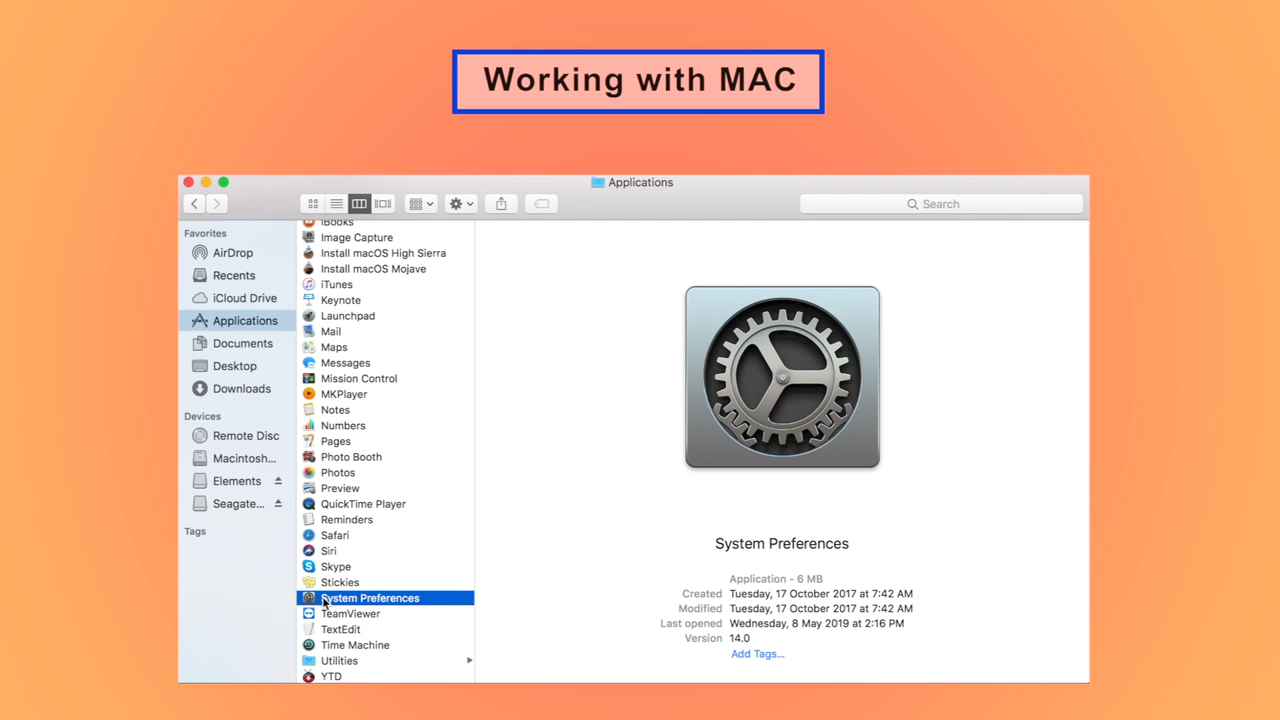 Working with MAC
Applications
Search
Favorites
AirDrop
Recents
iCloud Drive
Applications
Documents
Desktop
Downloads
Devices
Remote Disc
Macintosh...
Elements
Seagate...
Tags
iBooks
Image Capture
Install macOS High Sierra
Install macOS Mojave
iTunes
Keynote
Launchpad
Mail
Maps
Messages
Mission Control
MKPlayer
Notes
Numbers
Pages
Photo Booth
Photos
Preview
QuickTime Player
Reminders
Safari
Siri
Skype
Stickies
System Preferences
TeamViewer
TextEdit
Time Machine
Utilities
YTD
System Preferences
Application - 6 MB
Created Tuesday, 17 October 2017 at 7:42 AM
Modified Tuesday, 17 October 2017 at 7:42 AM
Last opened Wednesday, 8 May 2019 at 2:16 PM
Version 14.0
Add Tags...